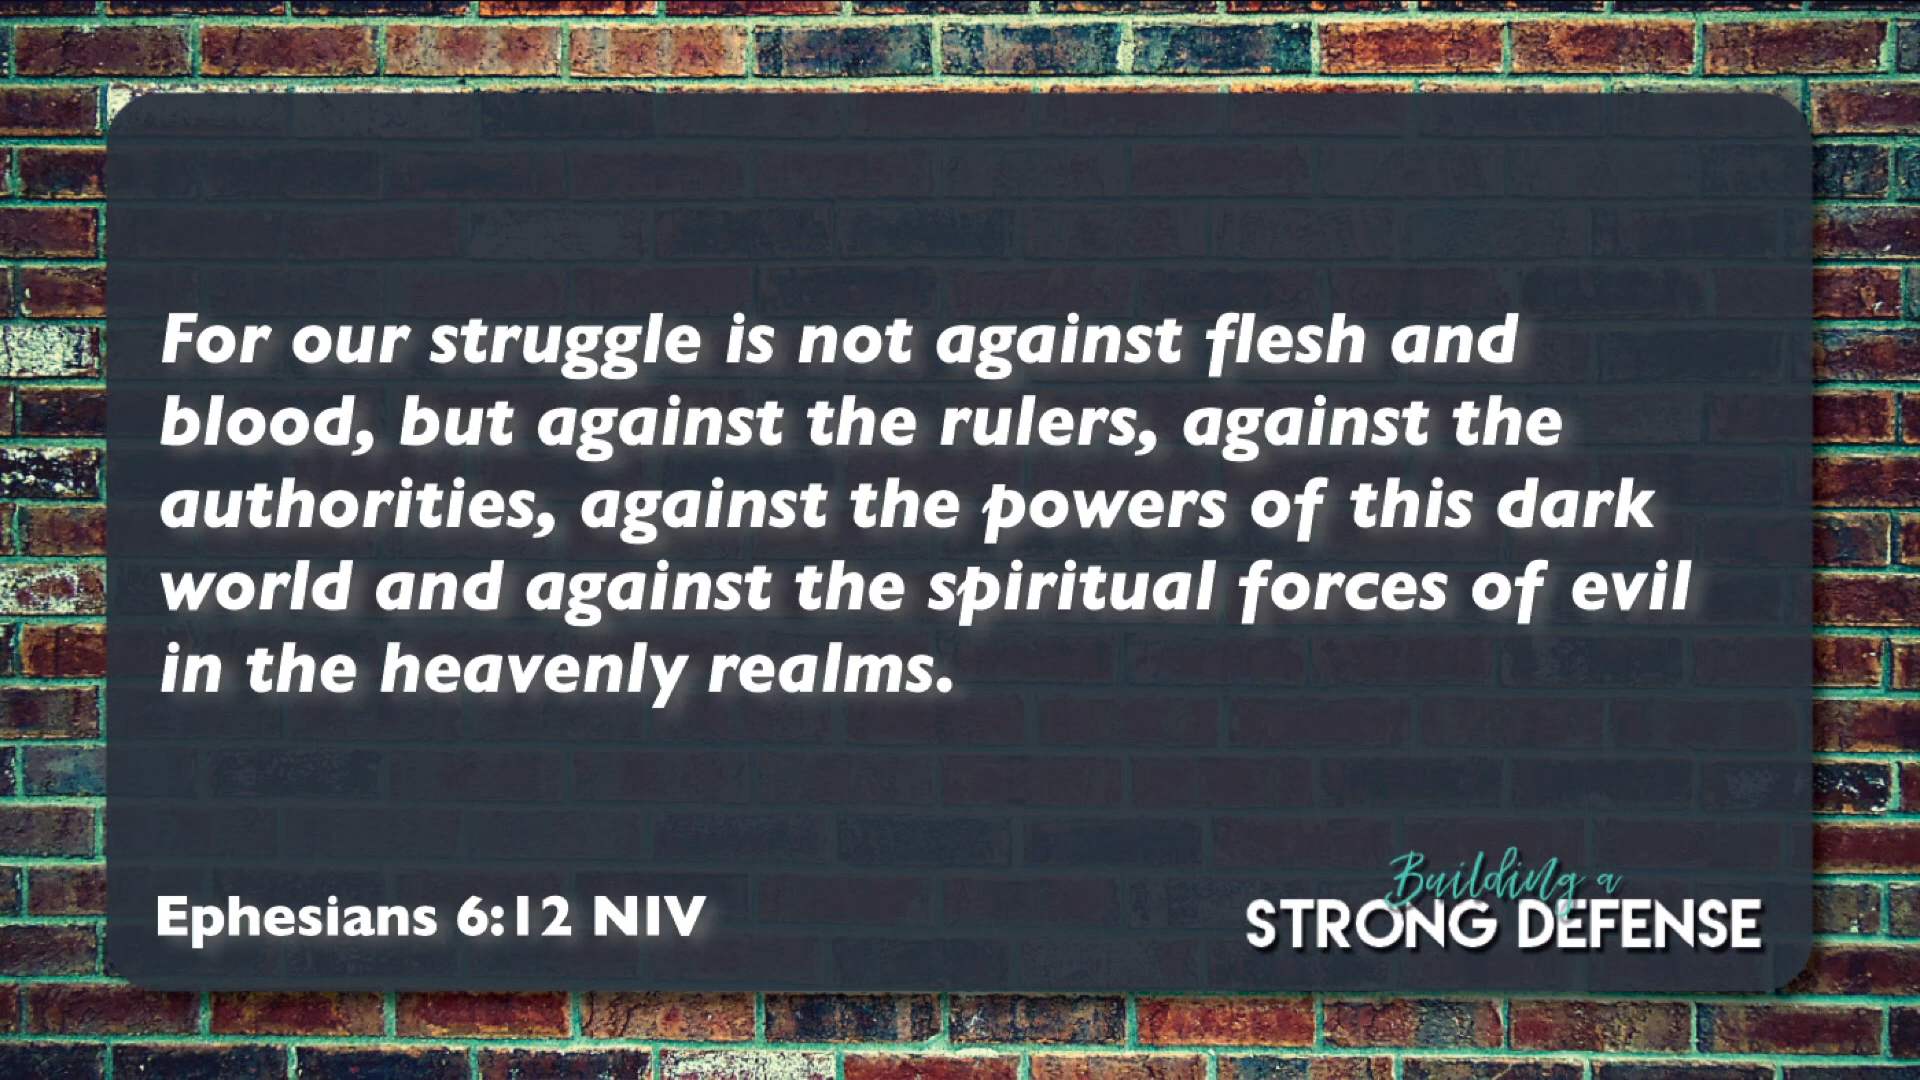 For our struggle is not against flesh and
blood, but against the rulers, against the
authorities, against the powers of this dark
world and against the spiritual forces of evil
in the heavenly realms.
Ephesians 6:12 NIV
Building a
STRONG DEFENSE